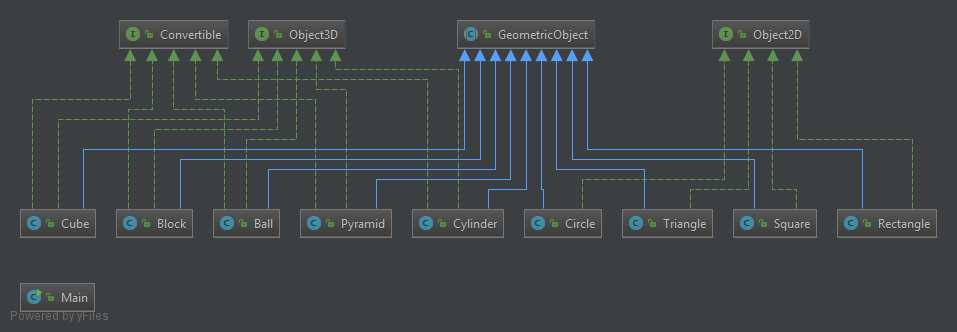 Convertible
Object3D
GeometricObject
Object2D
Cube
Block
Ball
Pyramid
Cylinder
Circle
Triangle
Square
Rectangle
Main
Powered by yFiles